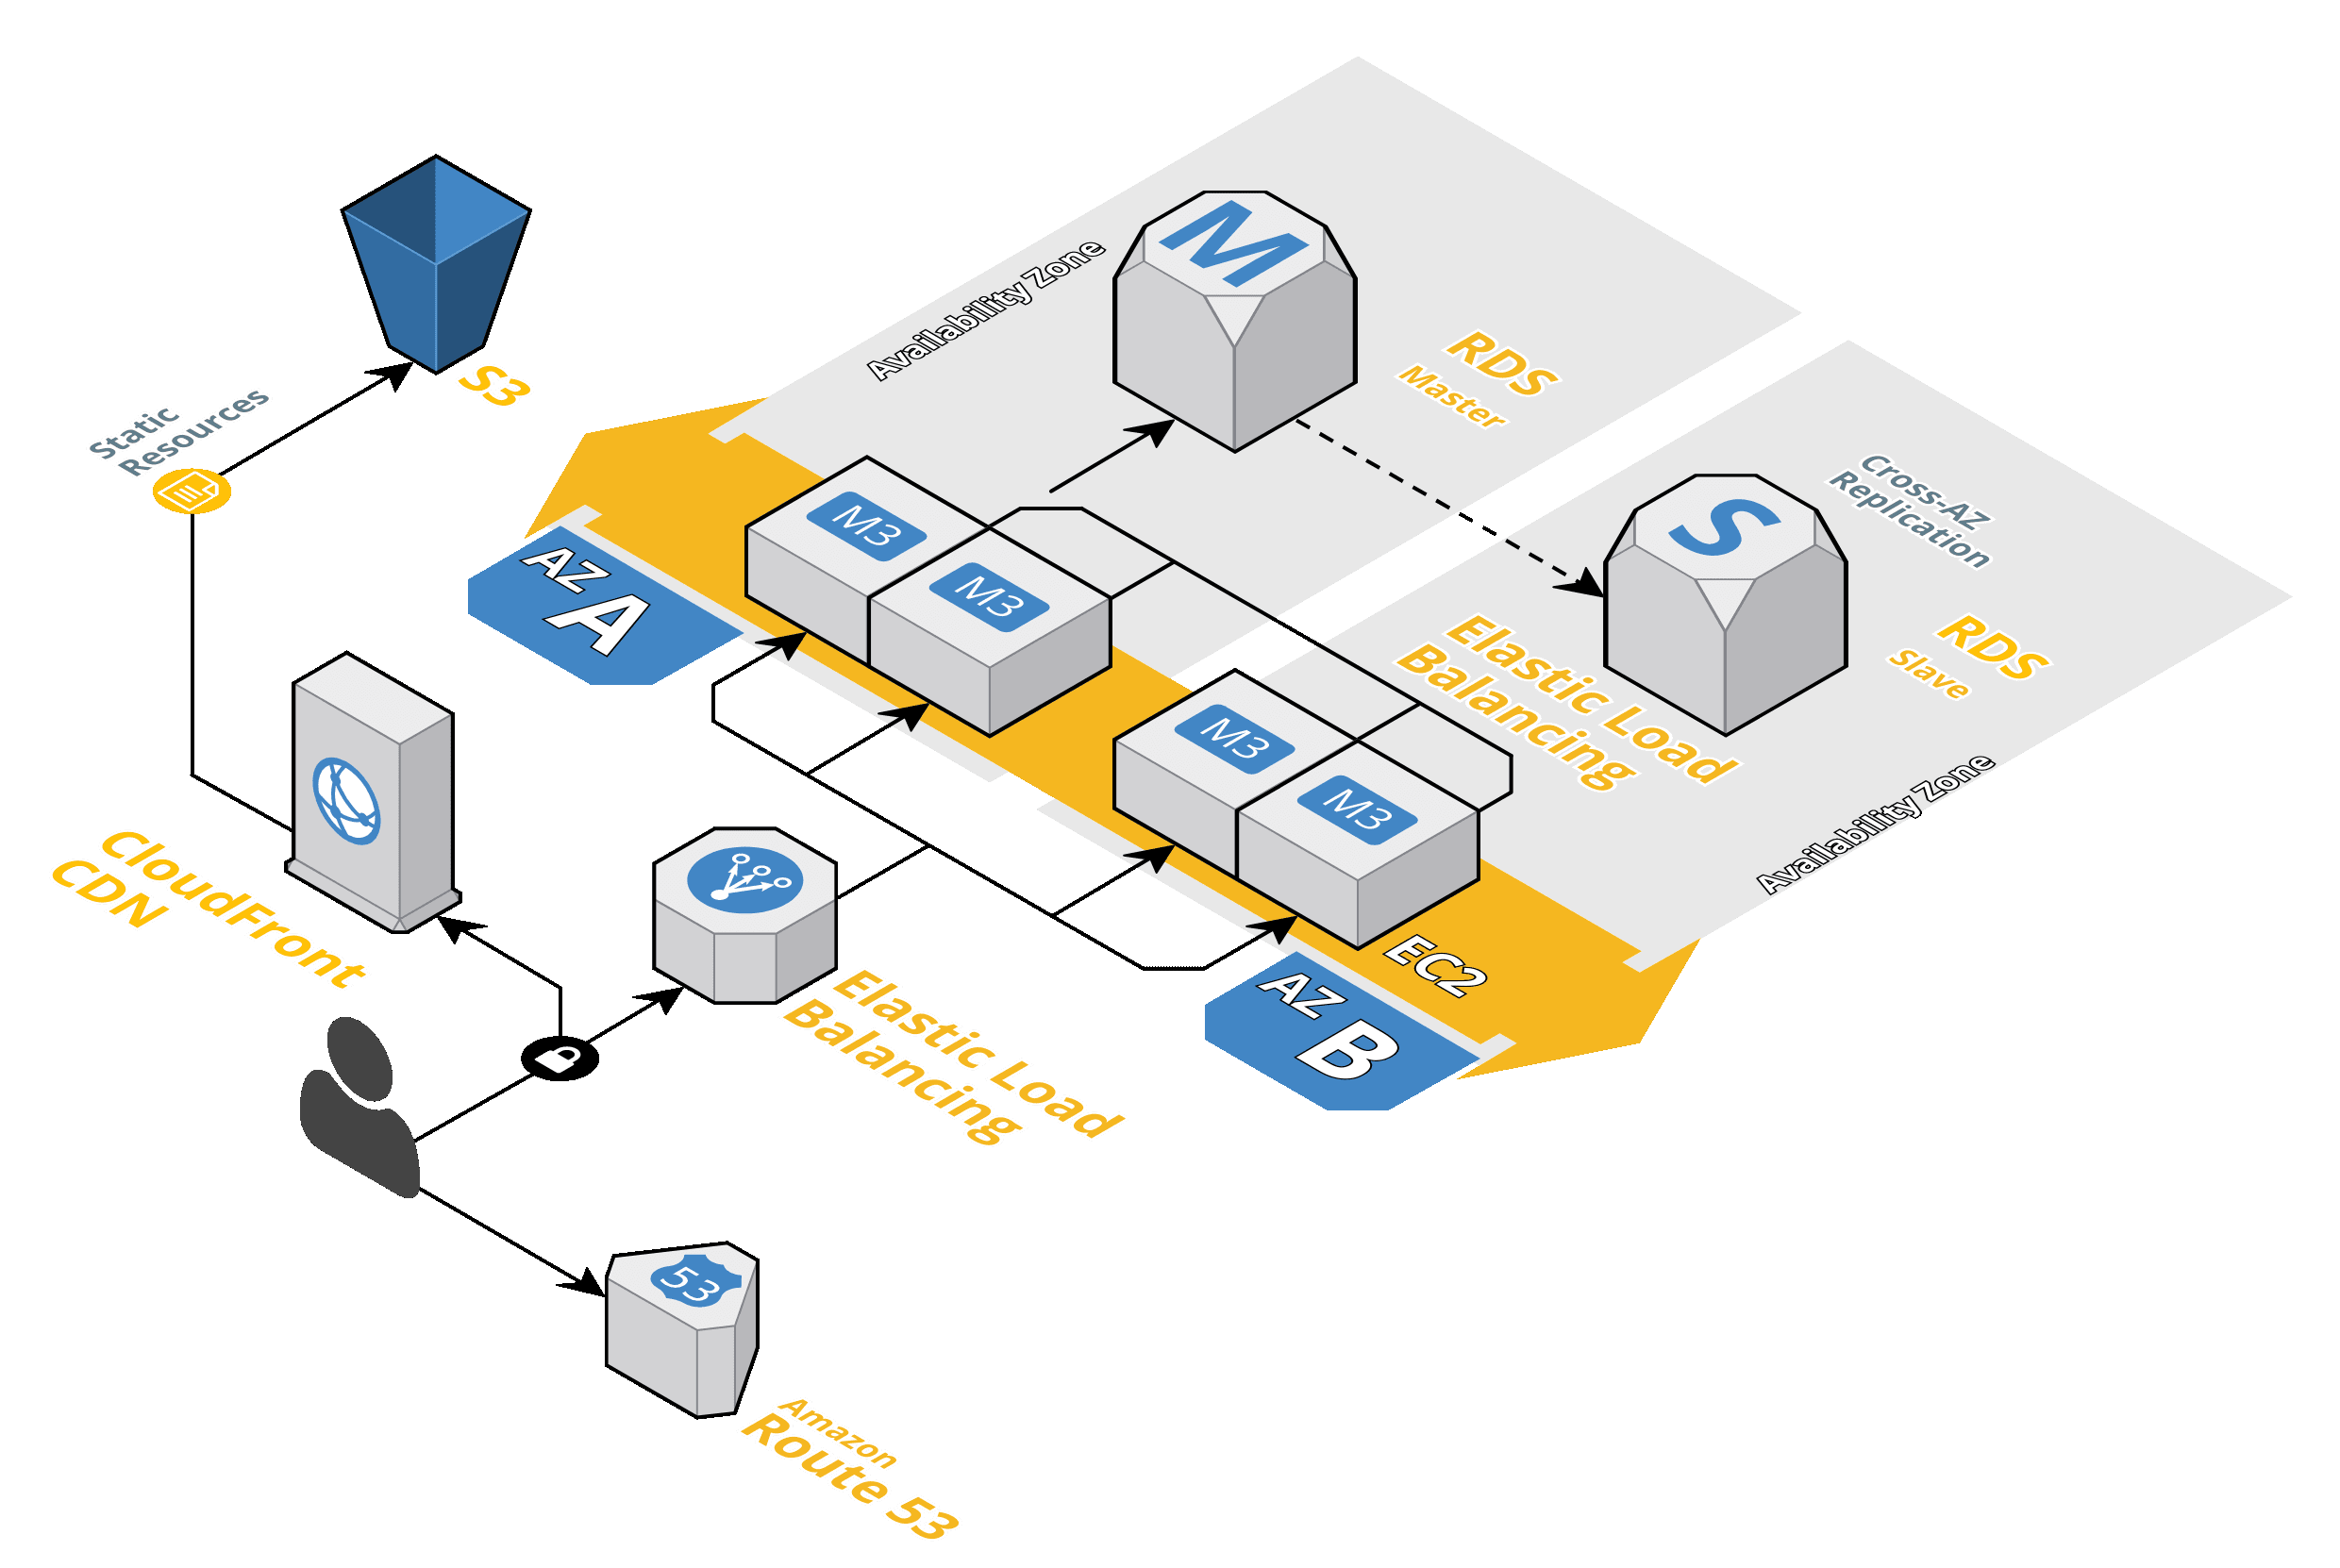 Availability Zone
M
RDS
Master
S3
Static
Resources
Cross-AZ
Replication
S
M3
M3
AZ
A
Elastic Load
Balancing
RDS
Slave
M3
M3
Availability Zone
CloudFront
CDN
EC2
AZ
B
Elastic Load
Balancing
53
Amazon
Route 53